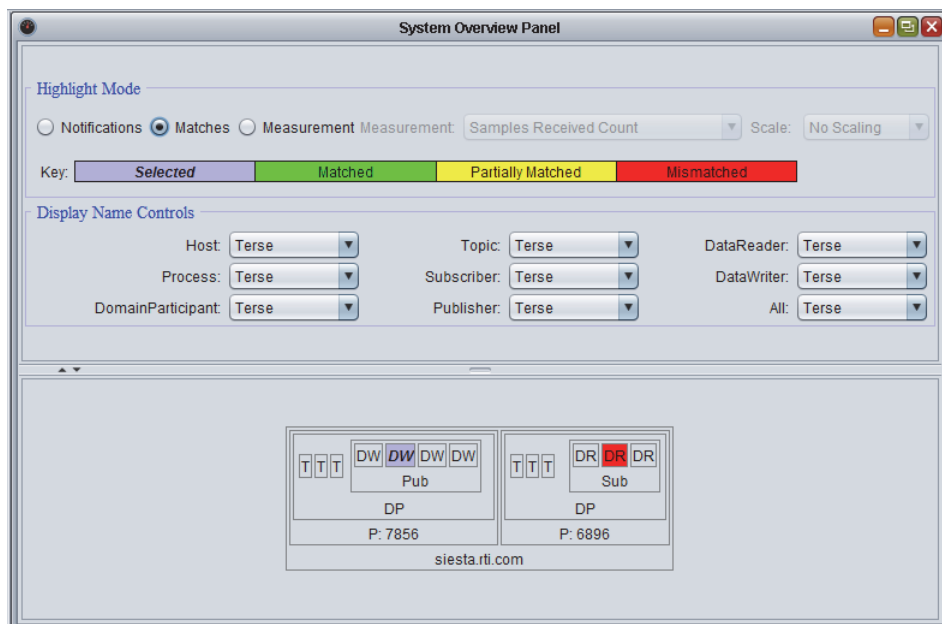 System Overview Panel
Highlight Mode
Notifications Matches Measurement Measurement: Samples Received Count Scale: No Scaling
Key: Selected Matched Partially Matched Mismatched
Display Name Controls
Host: Terse Topic: Terse DataReader: Terse
Process: Terse Subscriber: Terse DataWriter: Terse
DomainParticipant: Terse Publisher: Terse All: Terse
T T T DW DW DW DW T T T DR DR DR
Pub Sub
DP DP
P: 7856 P: 6896
siesta.rti.com